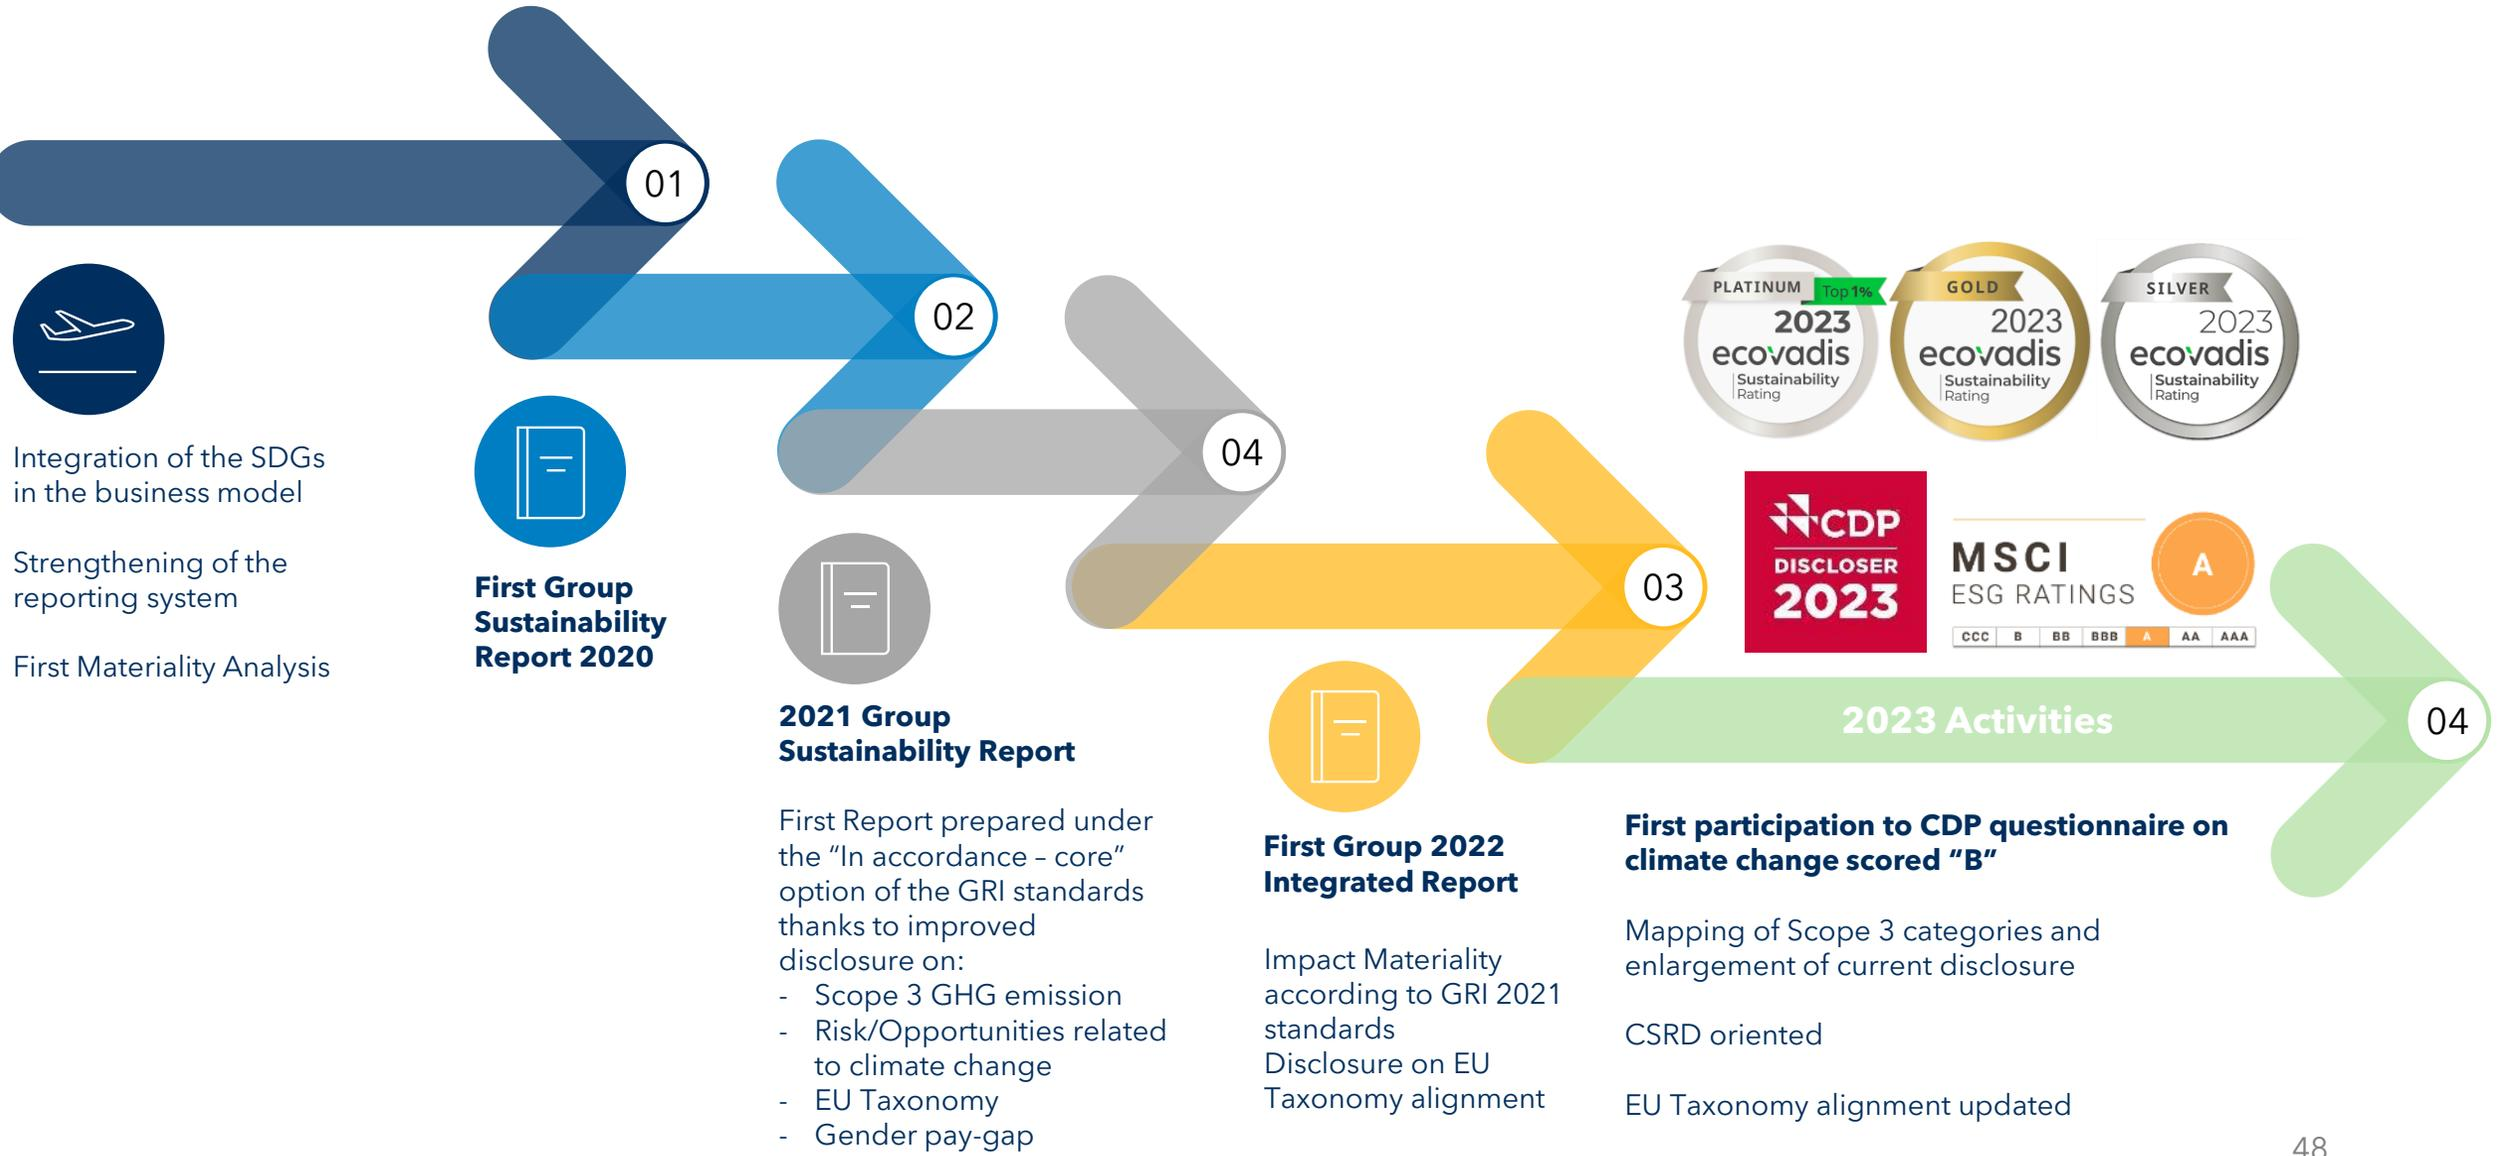 01
Integration of the SDGs
in the business model
Strengthening of the
reporting system
First Materiality Analysis
02
First Group
Sustainability
Report 2020
04
2021 Group
Sustainability Report
First Report prepared under
the “In accordance – core”
option of the GRI standards
thanks to improved
disclosure on:
- Scope 3 GHG emission
- Risk/Opportunities related
to climate change
- EU Taxonomy
- Gender pay-gap
03
First Group 2022
Integrated Report
Impact Materiality
according to GRI 2021
standards
Disclosure on EU
Taxonomy alignment
PLATINUM Top 1%
2023
ecovadis
Sustainability
Rating
GOLD
2023
ecovadis
Sustainability
Rating
SILVER
2023
ecovadis
Sustainability
Rating
CDP
DISCLOSER
2023
MSCI
ESG RATINGS
A
CCC B BB BBB A AA AAA
2023 Activities
04
First participation to CDP questionnaire on
climate change scored “B”
Mapping of Scope 3 categories and
enlargement of current disclosure
CSRD oriented
EU Taxonomy alignment updated
48